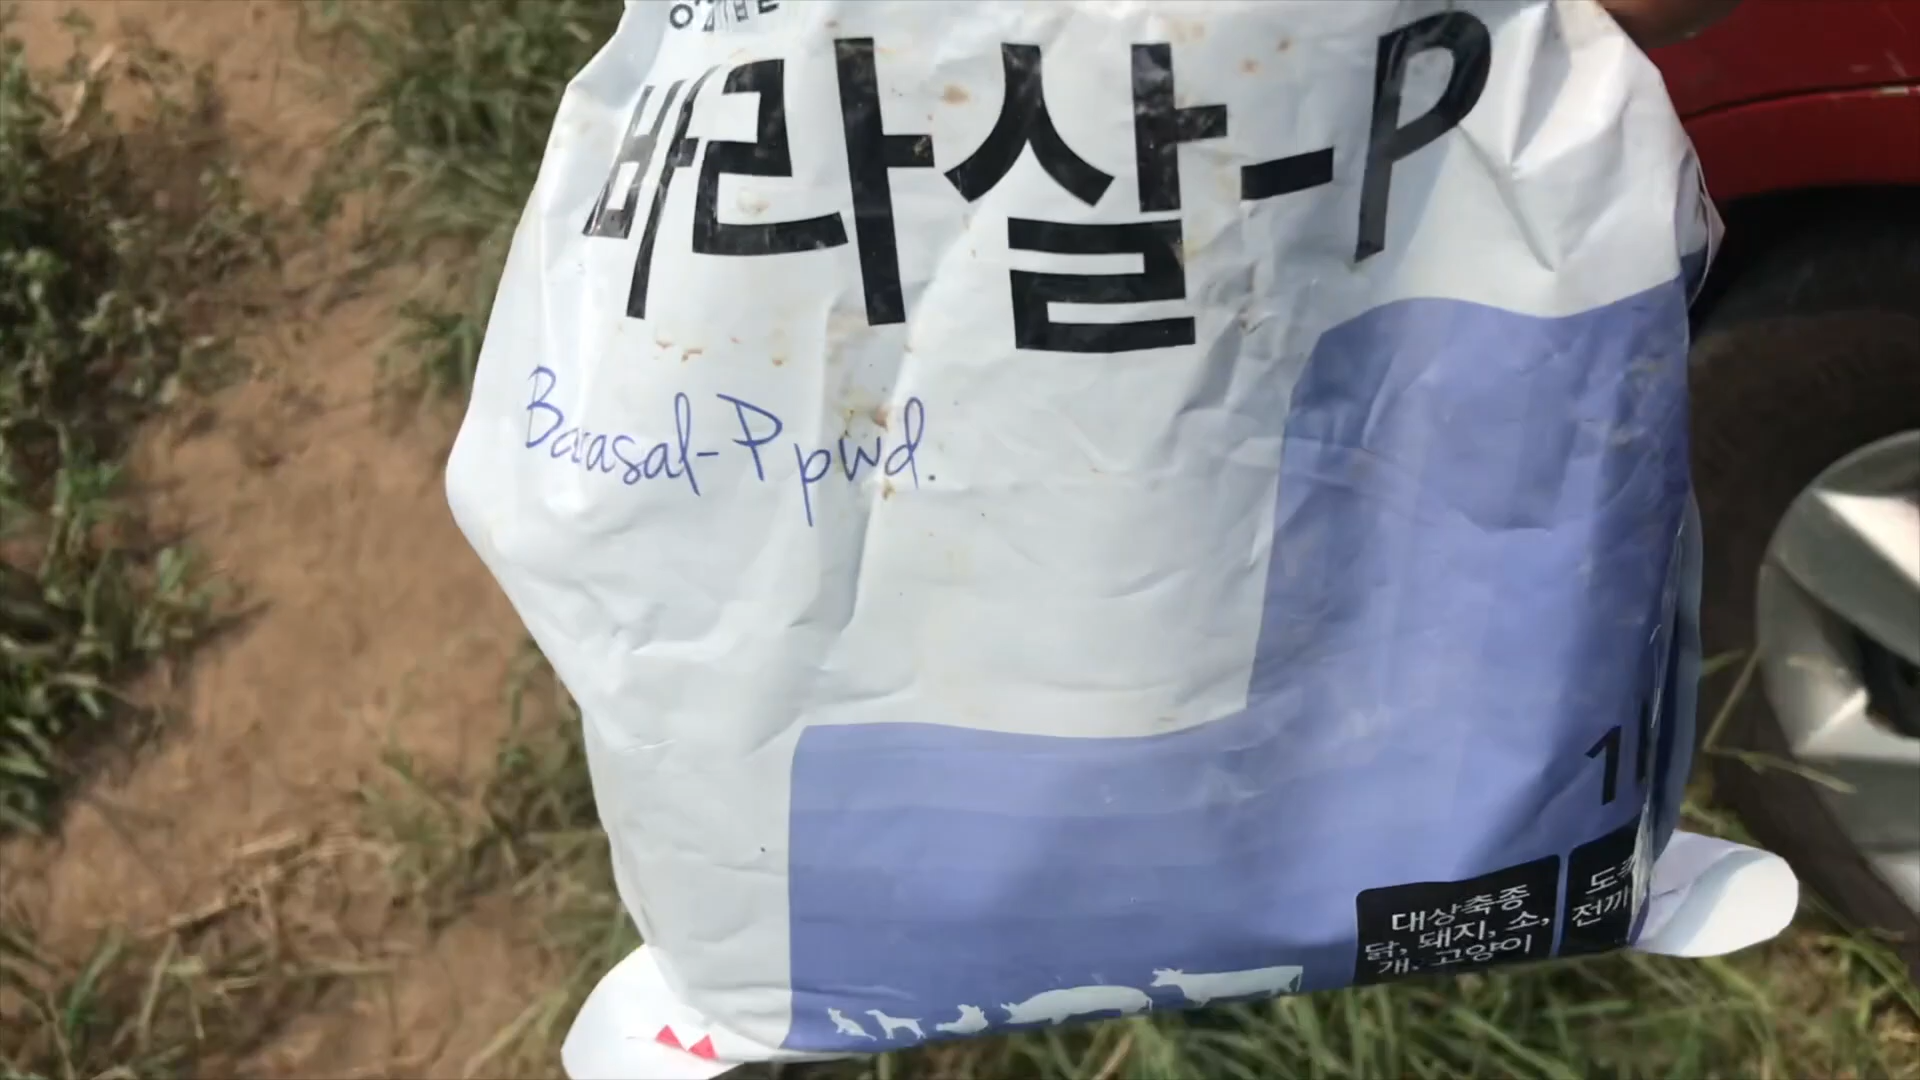 바라살-P
Barasal-P pwd.
대상축종
닭, 돼지, 소,
개, 고양이